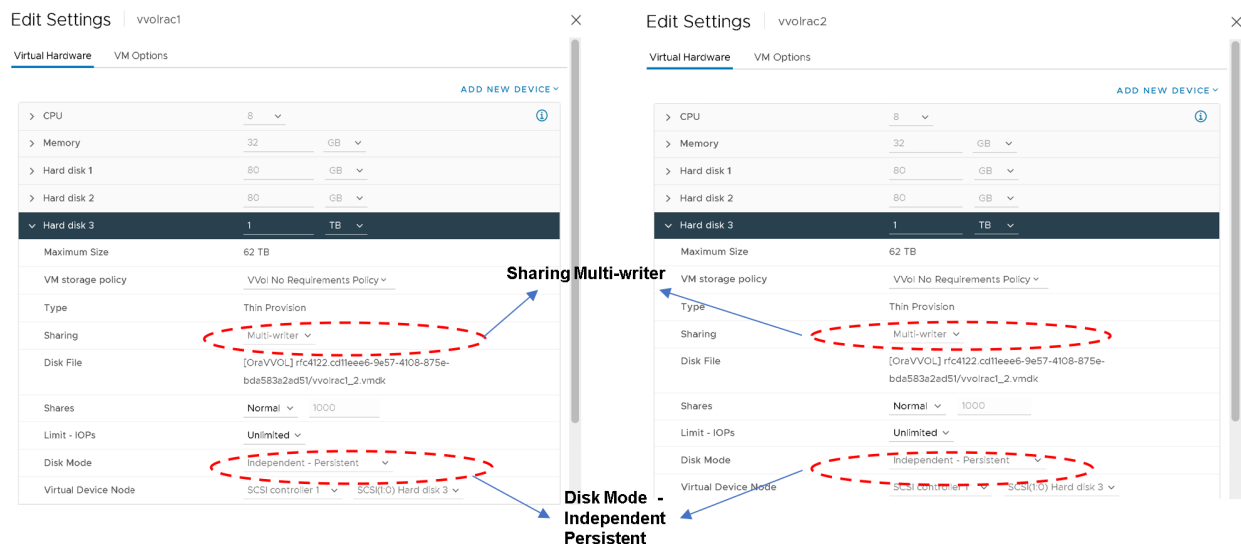 Edit Settings vvolrac1
Virtual Hardware VM Options
ADD NEW DEVICE
CPU 8
Memory 32 GB
Hard disk 1 80 GB
Hard disk 2 80 GB
Hard disk 3 1 TB
Maximum Size 62 TB
VM storage policy VVol No Requirements Policy
Type Thin Provision
Sharing Multi-writer
Disk File [OraVVOL] rfc4122.cd11eee6-9e57-4108-875e-
bda583a2ad51/vvolrac1_2.vmdk
Shares Normal 1000
Limit - IOPs Unlimited
Disk Mode Independent - Persistent
Virtual Device Node SCSI controller 1 SCSI(1:0) Hard disk 3
Sharing Multi-writer
Disk Mode -
Independent
Persistent
Edit Settings vvolrac2
Virtual Hardware VM Options
ADD NEW DEVICE
CPU 8
Memory 32 GB
Hard disk 1 80 GB
Hard disk 2 80 GB
Hard disk 3 1 TB
Maximum Size 62 TB
VM storage policy VVol No Requirements Policy
Type Thin Provision
Sharing Multi-writer
Disk File [OraVVOL] rfc4122.cd11eee6-9e57-4108-875e-
bda583a2ad51/vvolrac1_2.vmdk
Shares Normal 1000
Limit - IOPs Unlimited
Disk Mode Independent - Persistent
Virtual Device Node SCSI controller 1 SCSI(1:0) Hard disk 3